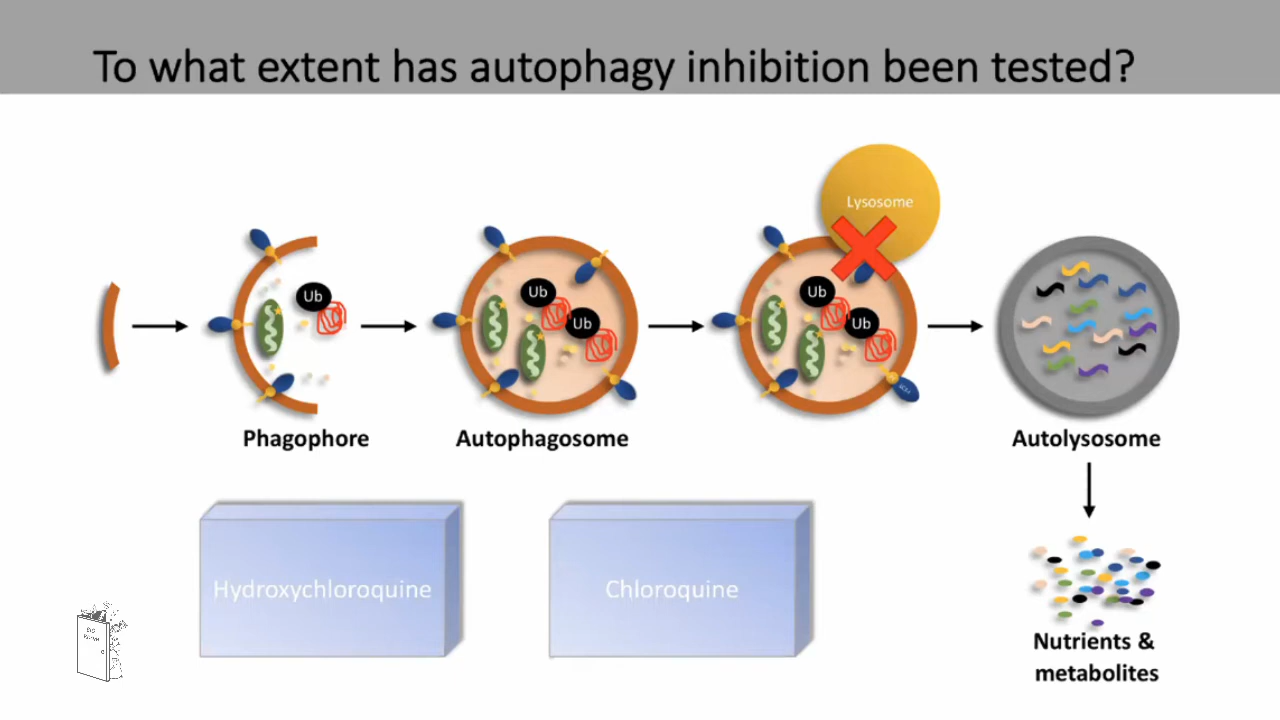 To what extent has autophagy inhibition been tested?
Lysosome
Ub
Ub
Ub
Ub
Ub
Phagophore
Autophagosome
Autolysosome
Hydroxychloroquine
Chloroquine
Nutrients &
metabolites